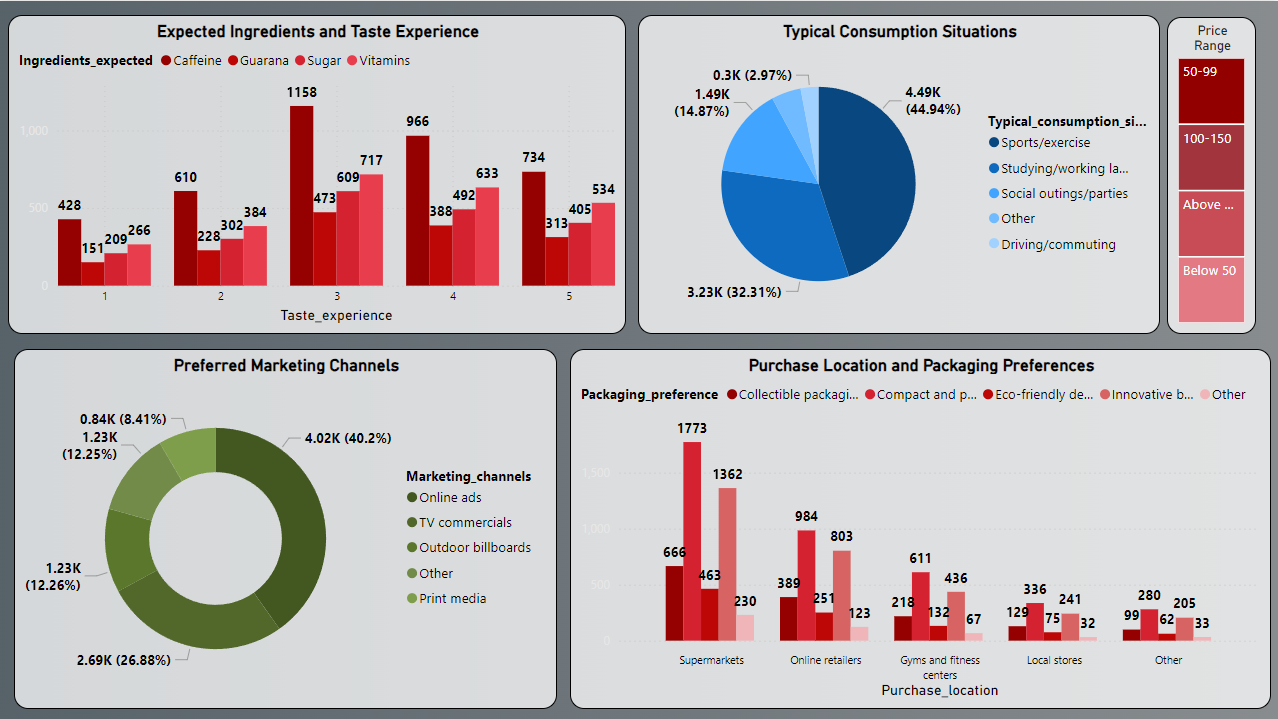 Expected Ingredients and Taste Experience
Ingredients_expected Caffeine Guarana Sugar Vitamins
1,000
500
0
428
151
209
266
610
228
302
384
1158
473
609
717
966
388
492
633
734
313
405
534
1 2 3 4 5
Taste_experience
Typical Consumption Situations
0.3K (2.97%)
1.49K
(14.87%)
4.49K
(44.94%)
3.23K (32.31%)
Typical_consumption_si...
Sports/exercise
Studying/working la...
Social outings/parties
Other
Driving/commuting
Price
Range
50-99
100-150
Above ...
Below 50
Preferred Marketing Channels
0.84K (8.41%)
1.23K
(12.25%)
4.02K (40.2%)
1.23K
(12.26%)
2.69K (26.88%)
Marketing_channels
Online ads
TV commercials
Outdoor billboards
Other
Print media
Purchase Location and Packaging Preferences
Packaging_preference Collectible packagi... Compact and p... Eco-friendly de... Innovative b... Other
1,500
1,000
500
0
666
1773
463
1362
230
389
984
251
803
123
218
611
132
436
67
129
336
75
241
32
99
280
62
205
33
Supermarkets
Online retailers
Gyms and fitness
centers
Local stores
Other
Purchase_location